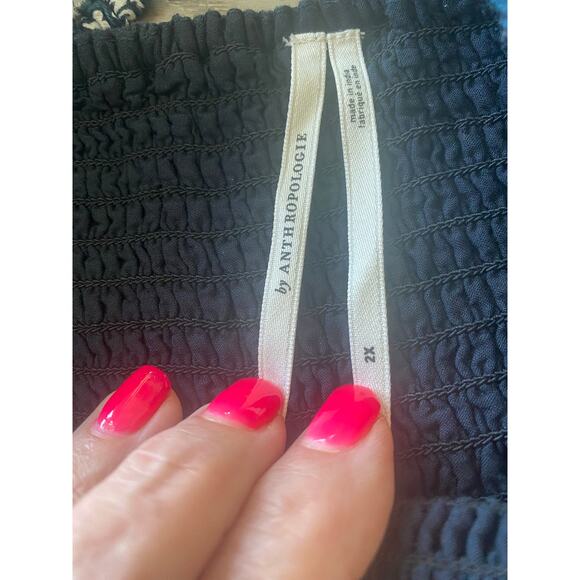 by ANTHROPOLOGIE
made in india
fabriqué en inde
2X